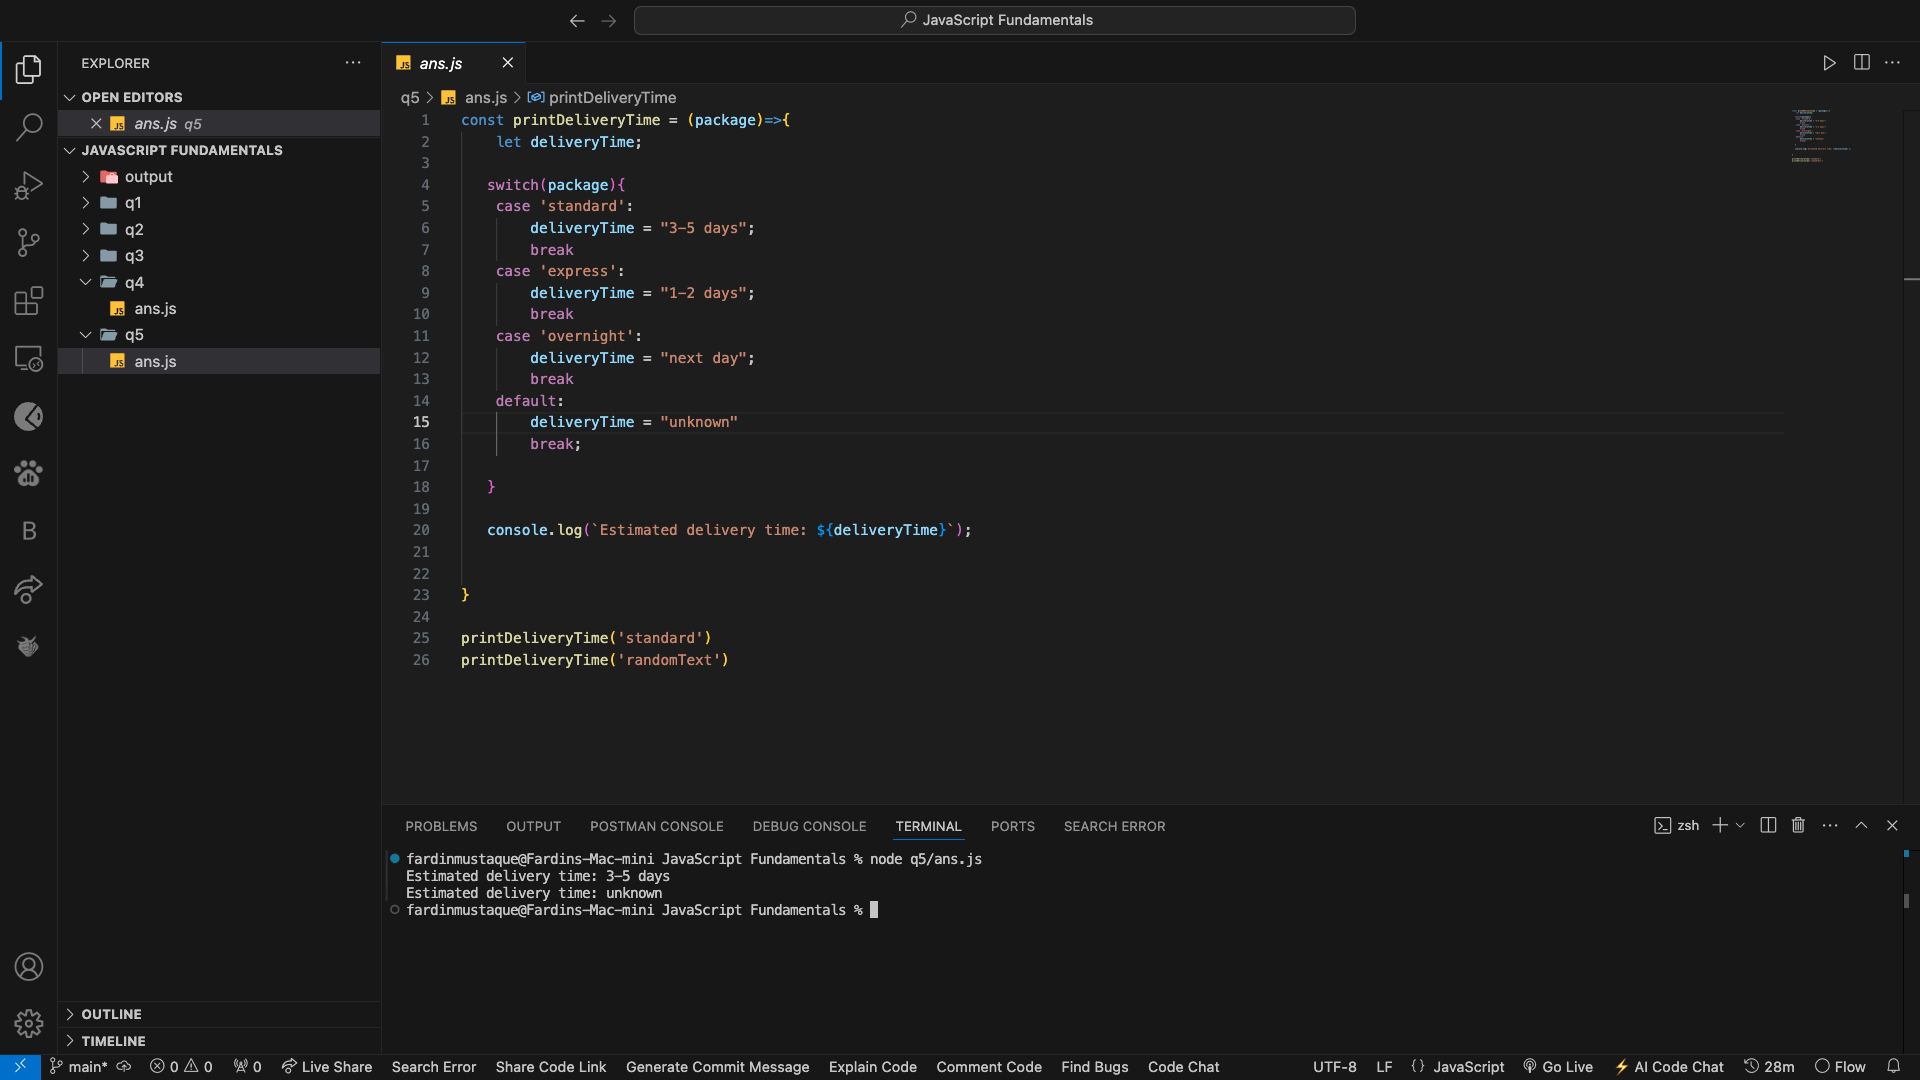 JavaScript Fundamentals
EXPLORER
OPEN EDITORS
ans.js q5
JAVASCRIPT FUNDAMENTALS
output
q1
q2
q3
q4
ans.js
q5
ans.js
OUTLINE
TIMELINE
ans.js
q5 > ans.js > printDeliveryTime
1 const printDeliveryTime = (package)=>{
2 let deliveryTime;
3
4 switch(package){
5 case 'standard':
6 deliveryTime = "3-5 days";
7 break
8 case 'express':
9 deliveryTime = "1-2 days";
10 break
11 case 'overnight':
12 deliveryTime = "next day";
13 break
14 default:
15 deliveryTime = "unknown"
16 break;
17
18 }
19
20 console.log(`Estimated delivery time: ${deliveryTime}`);
21
22
23 }
24
25 printDeliveryTime('standard')
26 printDeliveryTime('randomText')
PROBLEMS OUTPUT POSTMAN CONSOLE DEBUG CONSOLE TERMINAL PORTS SEARCH ERROR zsh
fardinmustaque@Fardins-Mac-mini JavaScript Fundamentals % node q5/ans.js
Estimated delivery time: 3-5 days
Estimated delivery time: unknown
fardinmustaque@Fardins-Mac-mini JavaScript Fundamentals %
main* 0 0 0 Live Share Search Error Share Code Link Generate Commit Message Explain Code Comment Code Find Bugs Code Chat UTF-8 LF {} JavaScript Go Live AI Code Chat 28m Flow